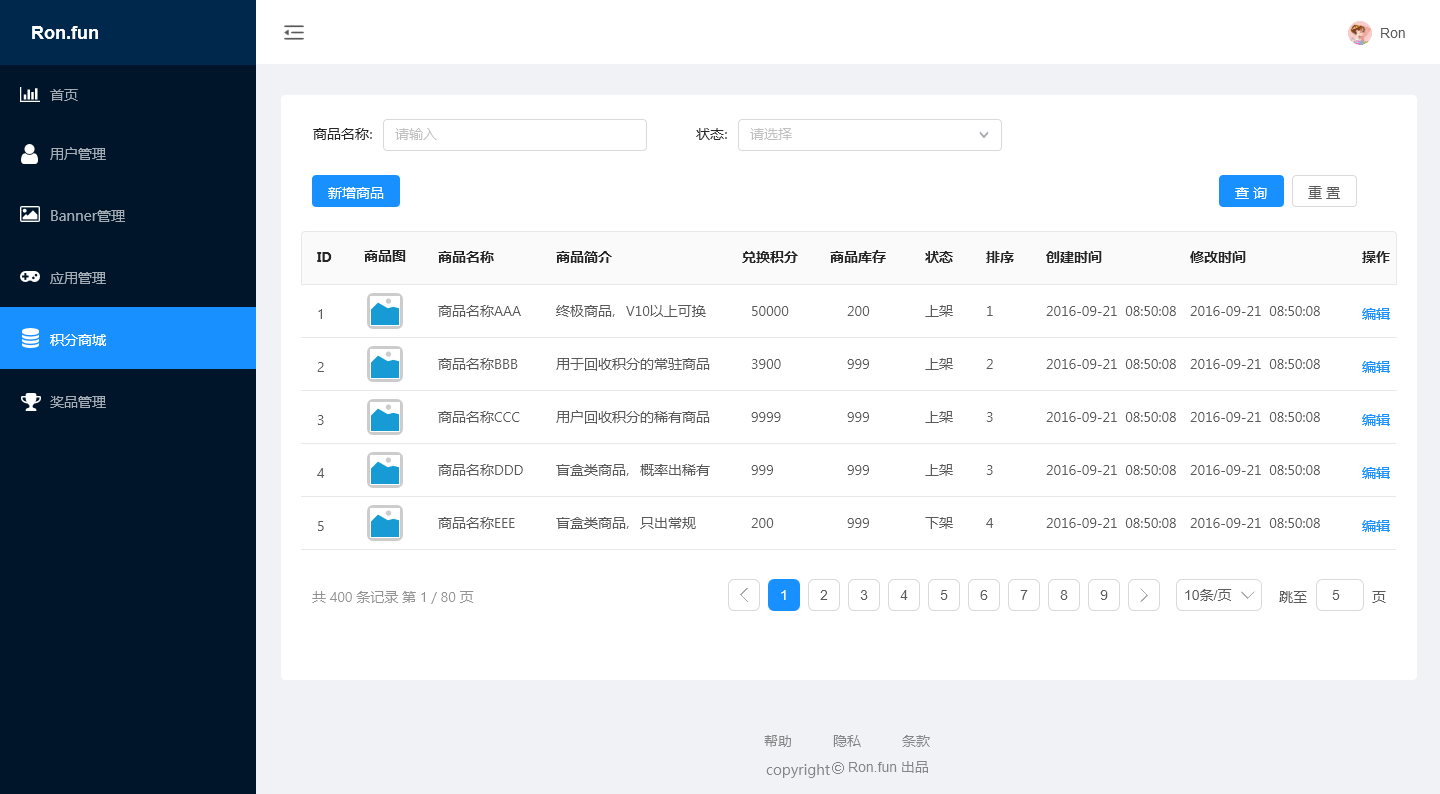 Ron.fun
Ron
首页
用户管理
Banner管理
应用管理
积分商城
奖品管理
商品名称: 请输入 状态: 请选择
新增商品 查 询 重 置
ID 商品图 商品名称 商品简介 兑换积分 商品库存 状态 排序 创建时间 修改时间 操作
1 商品名称AAA 终极商品，V10以上可换 50000 200 上架 1 2016-09-21 08:50:08 2016-09-21 08:50:08 编辑
2 商品名称BBB 用于回收积分的常驻商品 3900 999 上架 2 2016-09-21 08:50:08 2016-09-21 08:50:08 编辑
3 商品名称CCC 用户回收积分的稀有商品 9999 999 上架 3 2016-09-21 08:50:08 2016-09-21 08:50:08 编辑
4 商品名称DDD 盲盒类商品，概率出稀有 999 999 上架 3 2016-09-21 08:50:08 2016-09-21 08:50:08 编辑
5 商品名称EEE 盲盒类商品，只出常规 200 999 下架 4 2016-09-21 08:50:08 2016-09-21 08:50:08 编辑
共 400 条记录 第 1 / 80 页 1 2 3 4 5 6 7 8 9 10条/页 跳至 5 页
帮助 隐私 条款
copyright© Ron.fun 出品